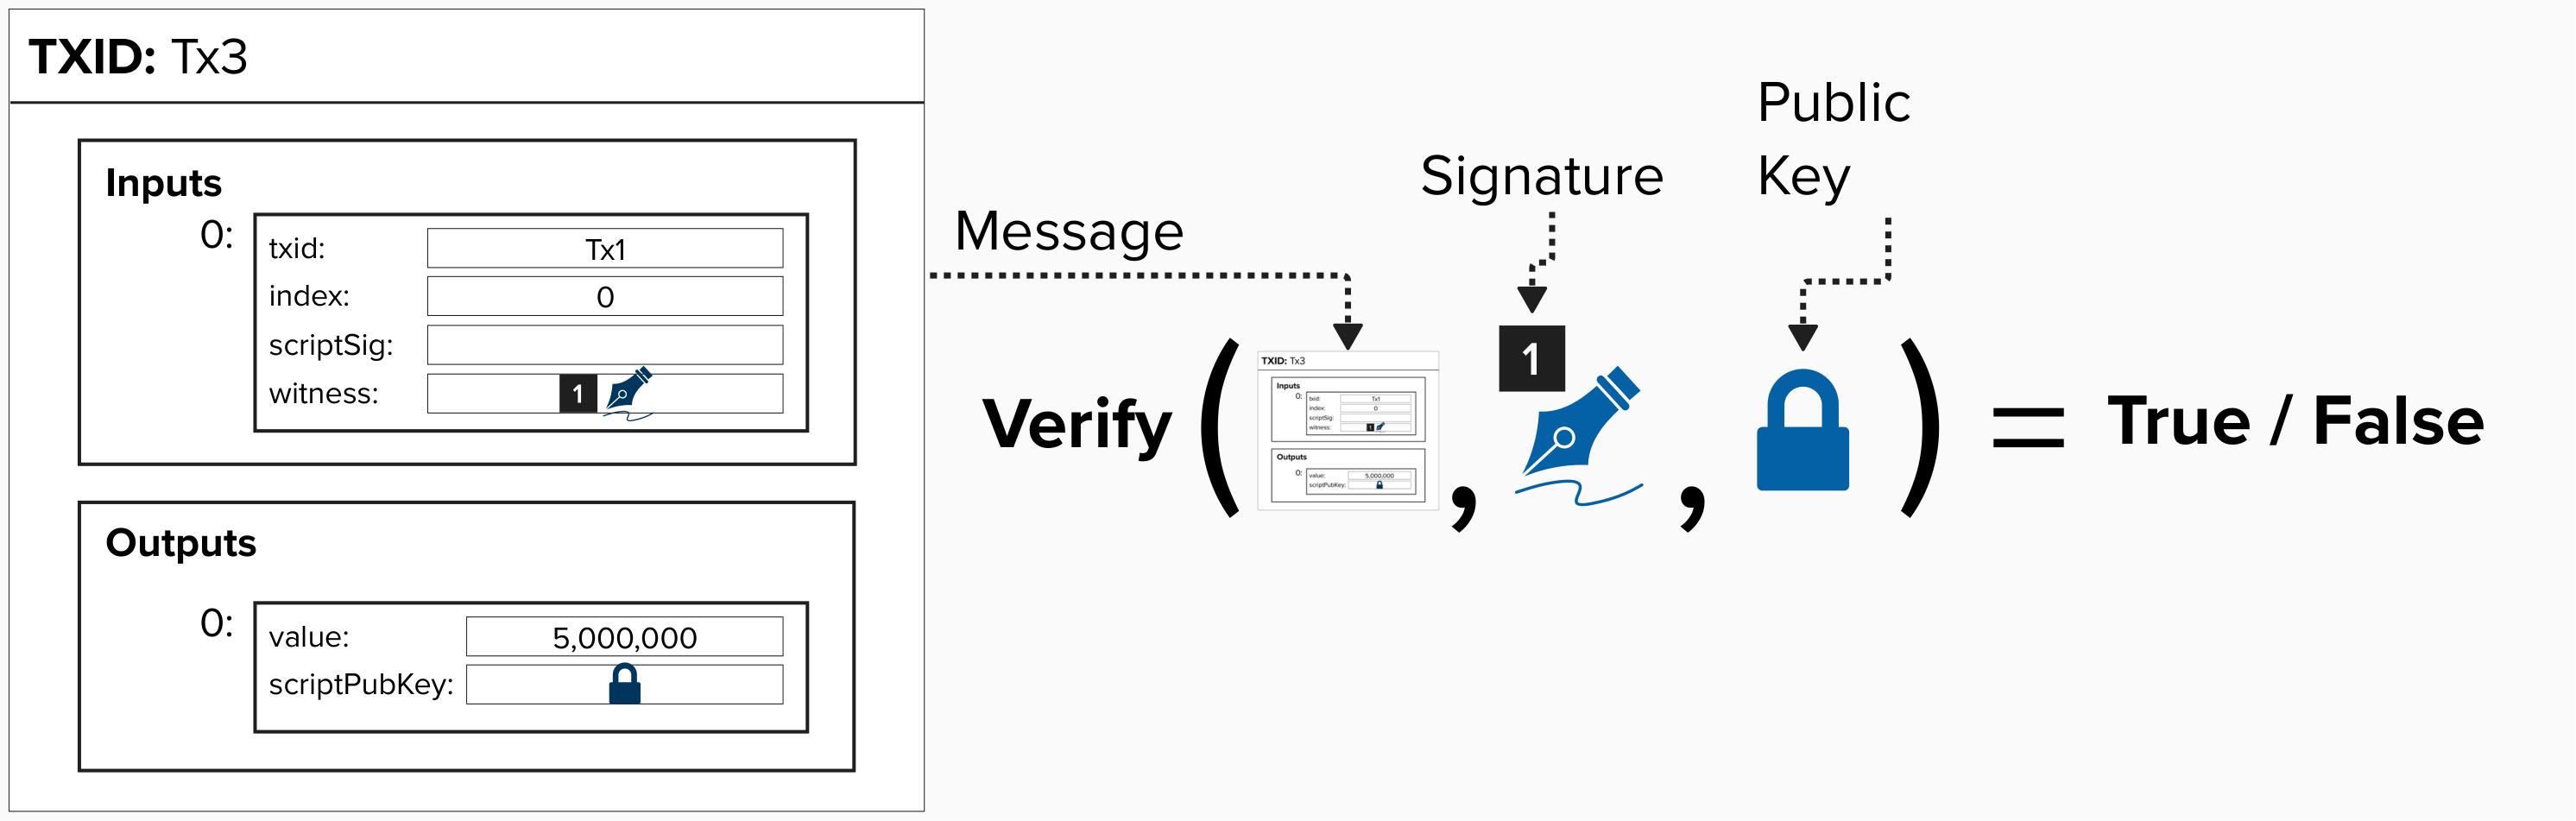 TXID: Tx3
Inputs
0:
txid: Tx1
index: 0
scriptSig:
witness: 1
Outputs
0:
value: 5,000,000
scriptPubKey:
Message
Signature
Public
Key
1
Verify ( , , ) = True / False
TXID: Tx3
Inputs
0:
txid: Tx1
index: 0
scriptSig:
witness: 1
Outputs
0:
value: 5,000,000
scriptPubKey: